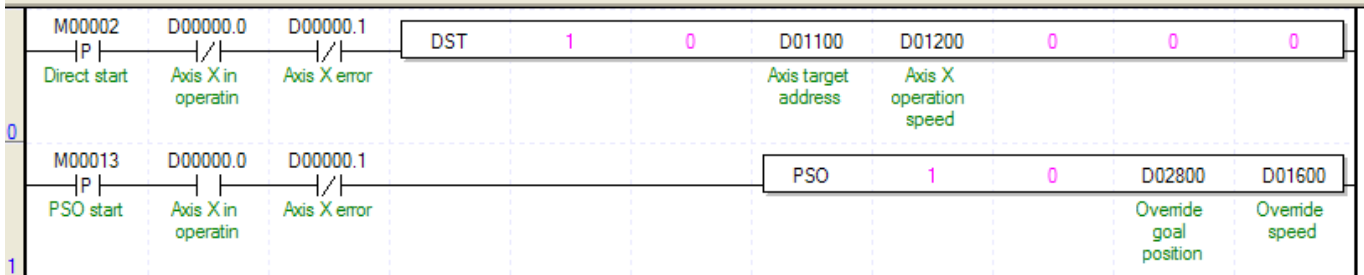 M00002 D00000.0 D00000.1
P DST 1 0 D01100 D01200 0 0 0
Direct start Axis X in Axis X error Axis target Axis X
operatin address operation
speed
0
M00013 D00000.0 D00000.1
P PSO 1 0 D02800 D01600
PSO start Axis X in Axis X error Override Override
operatin goal speed
position
1